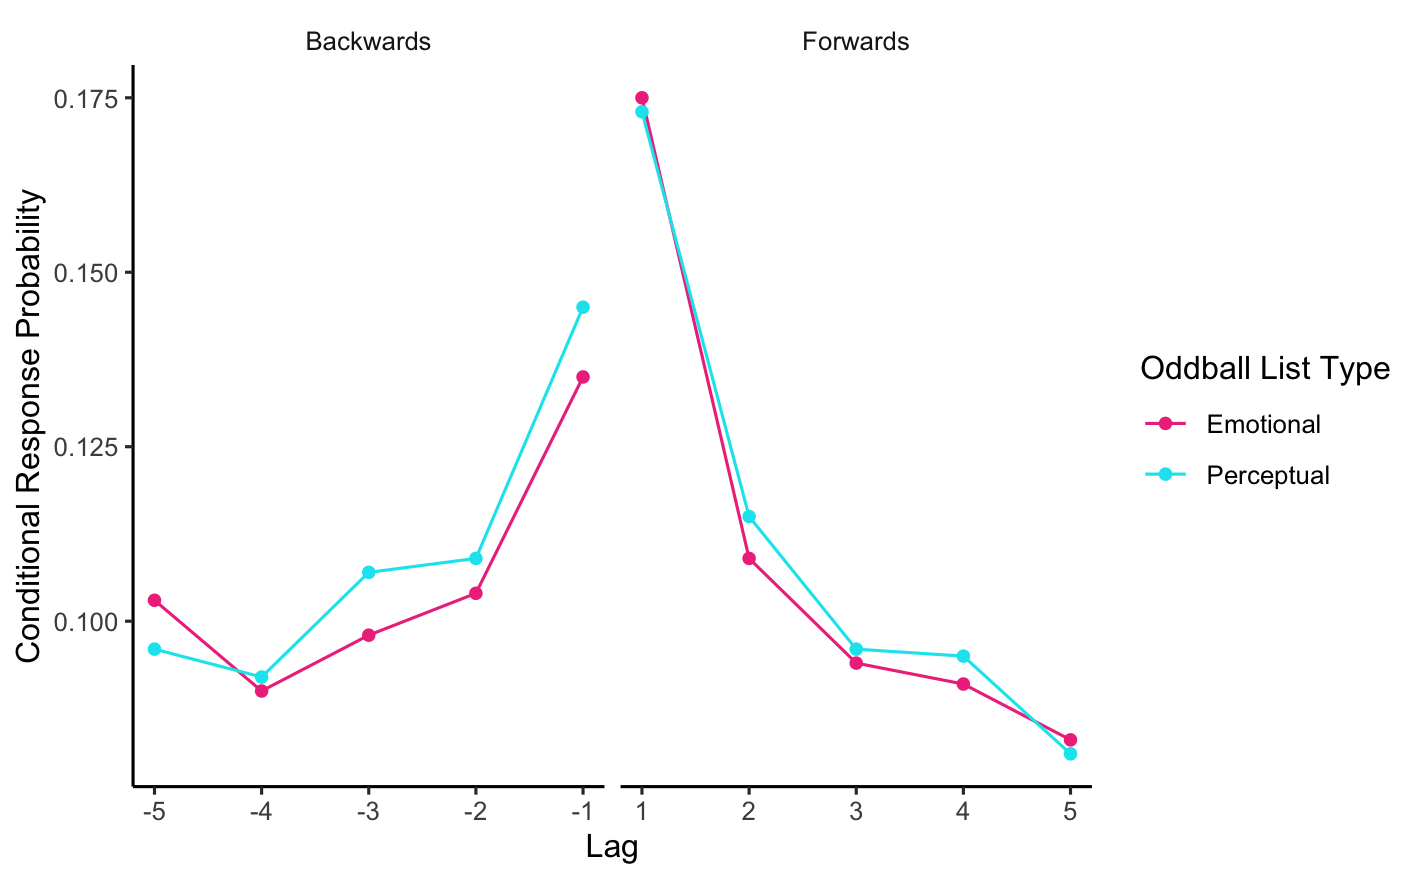 Backwards
Forwards
0.175
0.150
0.125
0.100
Conditional Response Probability
-5 -4 -3 -2 -1 1 2 3 4 5
Lag
Oddball List Type
Emotional
Perceptual